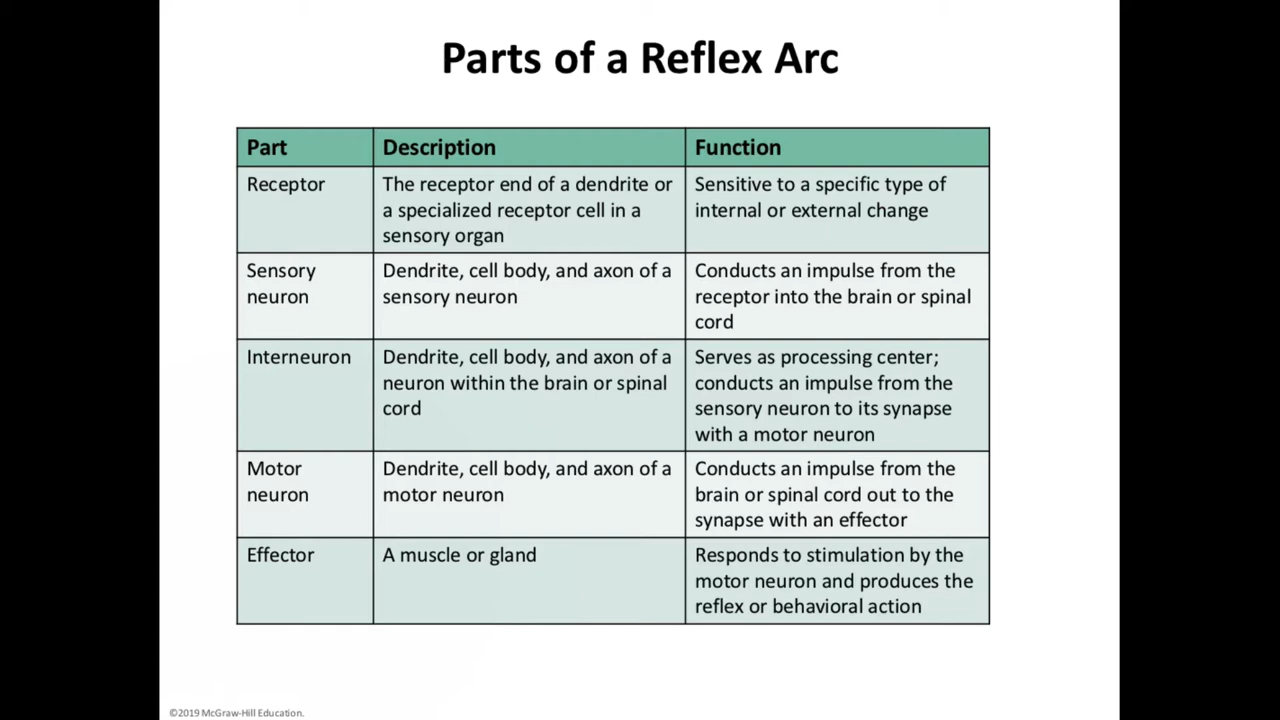 Parts of a Reflex Arc
Part
Description
Function
Receptor
The receptor end of a dendrite or
a specialized receptor cell in a
sensory organ
Sensitive to a specific type of
internal or external change
Sensory
neuron
Dendrite, cell body, and axon of a
sensory neuron
Conducts an impulse from the
receptor into the brain or spinal
cord
Interneuron
Dendrite, cell body, and axon of a
neuron within the brain or spinal
cord
Serves as processing center;
conducts an impulse from the
sensory neuron to its synapse
with a motor neuron
Motor
neuron
Dendrite, cell body, and axon of a
motor neuron
Conducts an impulse from the
brain or spinal cord out to the
synapse with an effector
Effector
A muscle or gland
Responds to stimulation by the
motor neuron and produces the
reflex or behavioral action
©2019 McGraw-Hill Education.